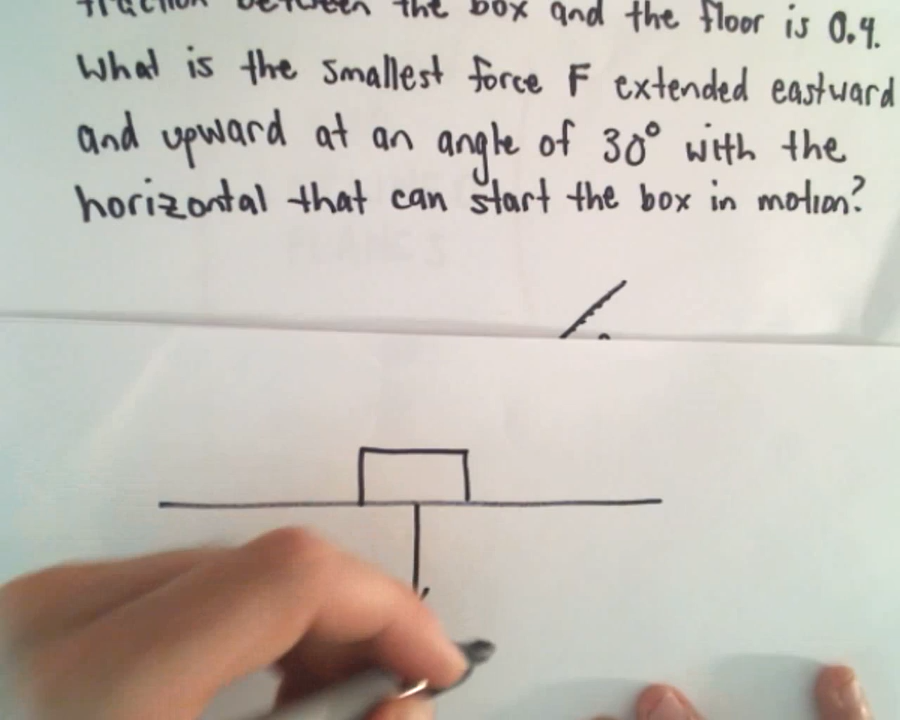 friction between the box and the floor is 0.4.
What is the smallest force F extended eastward
and upward at an angle of 30° with the
horizontal that can start the box in motion?